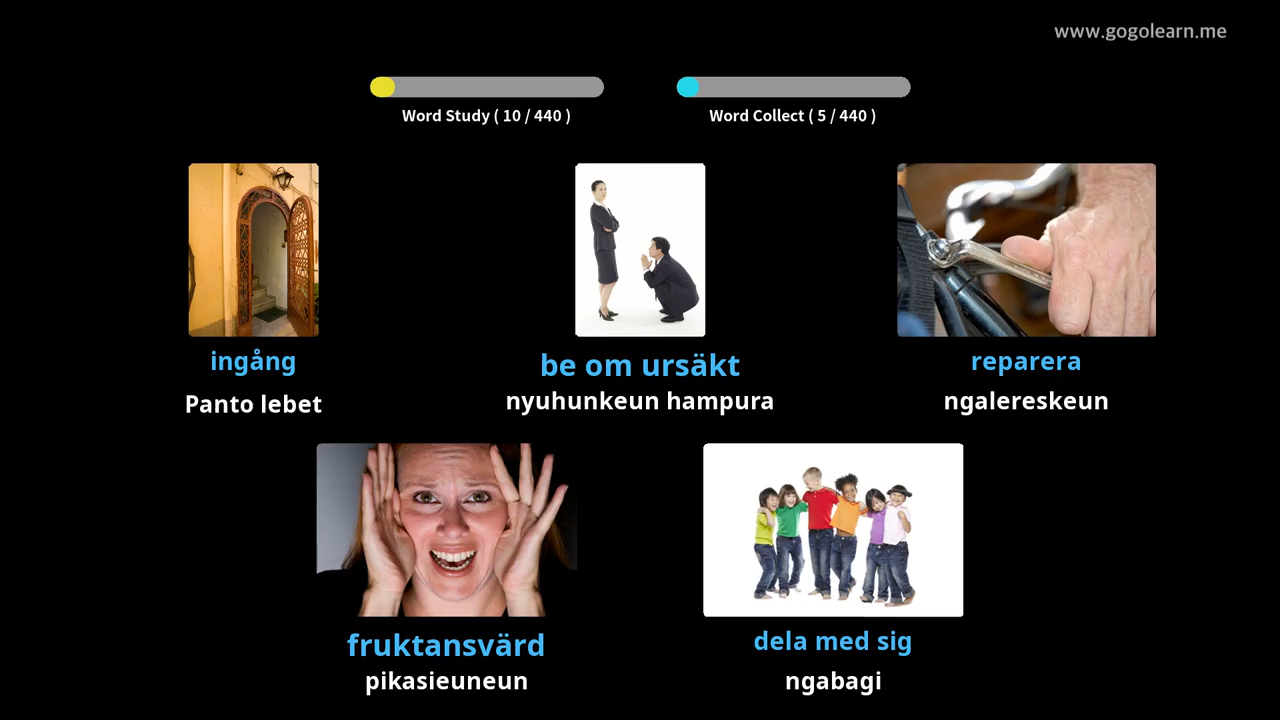 www.gogolearn.me
Word Study ( 10 / 440 )
Word Collect ( 5 / 440 )
ingång
Panto lebet
be om ursäkt
nyuhunkeun hampura
reparera
ngalereskeun
fruktansvärd
pikasieuneun
dela med sig
ngabagi